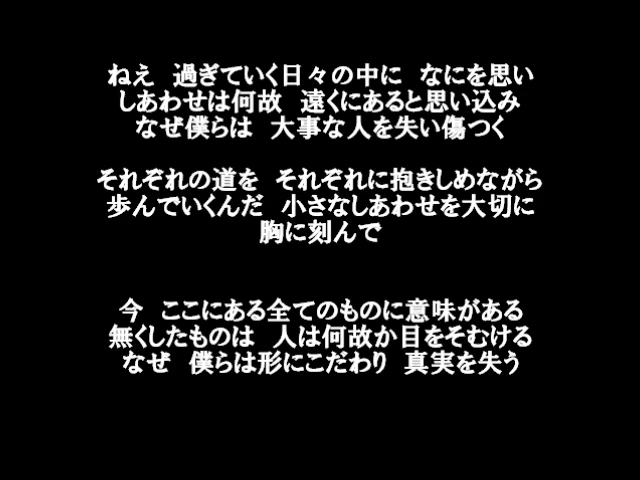 ねえ　過ぎていく日々の中に　なにを思い
しあわせは何故　遠くにあると思い込み
なぜ僕らは　大事な人を失い傷つく
それぞれの道を　それぞれに抱きしめながら
歩んでいくんだ　小さなしあわせを大切に
胸に刻んで
今　ここにある全てのものに意味がある
無くしたものは　人は何故か目をそむける
なぜ　僕らは形にこだわり　真実を失う